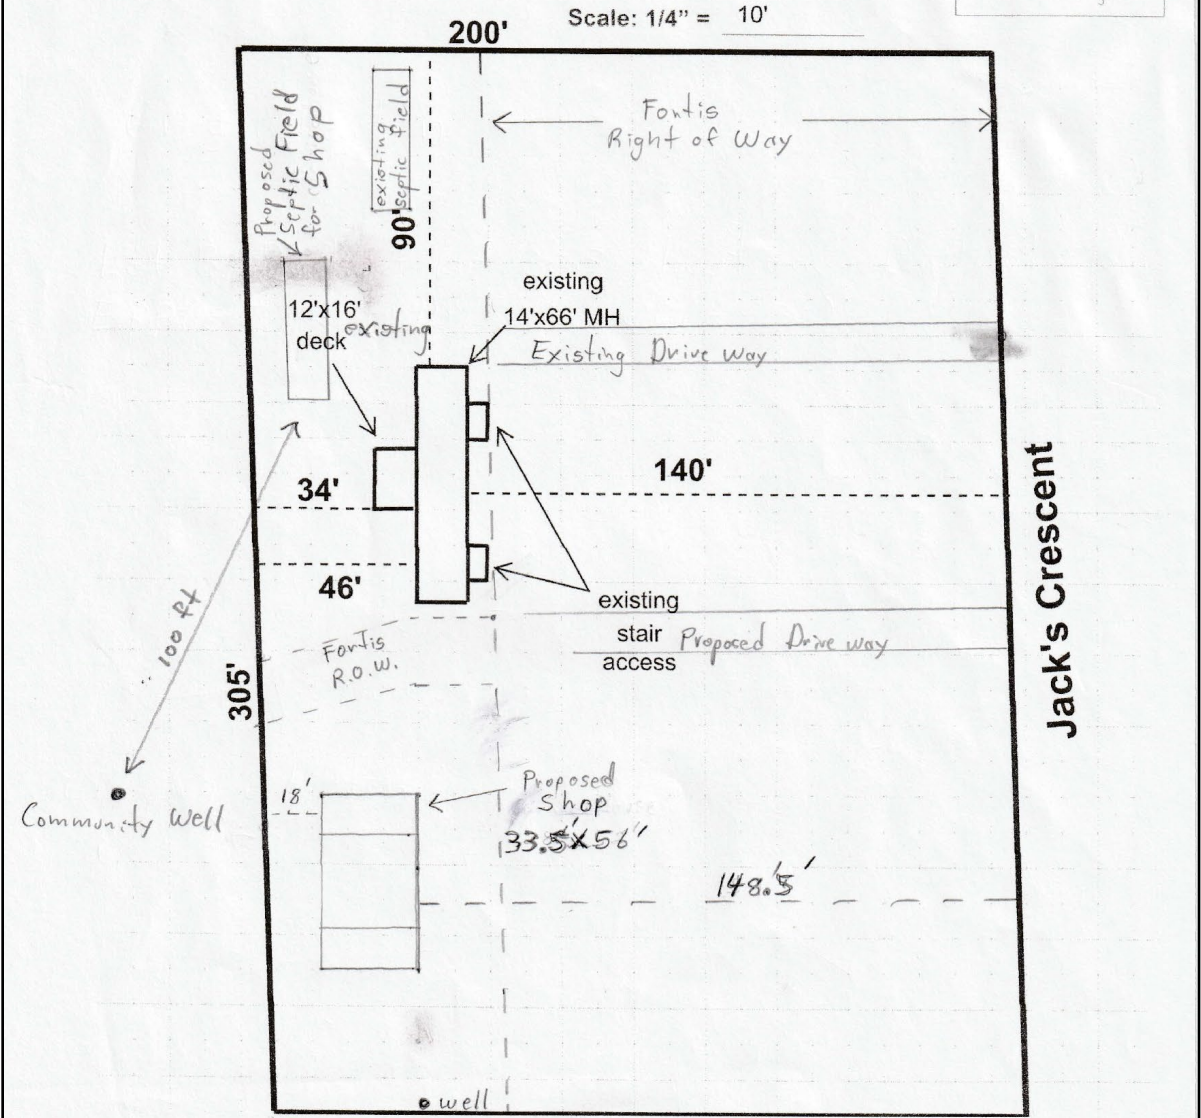 Scale: 1/4" = 10'
200'
Fortis
Right of Way
Proposed
Septic Field
for Shop
existing
septic field
90'
existing
14'x66' MH
12'x16'
deck
existing
Existing Drive way
34'
140'
46'
Jack's Crescent
existing
stair
access
Proposed Drive way
Fortis
R.O.W.
100 ft
305'
Community Well
18'
Proposed
Shop
33.5'x56'
148.5'
well